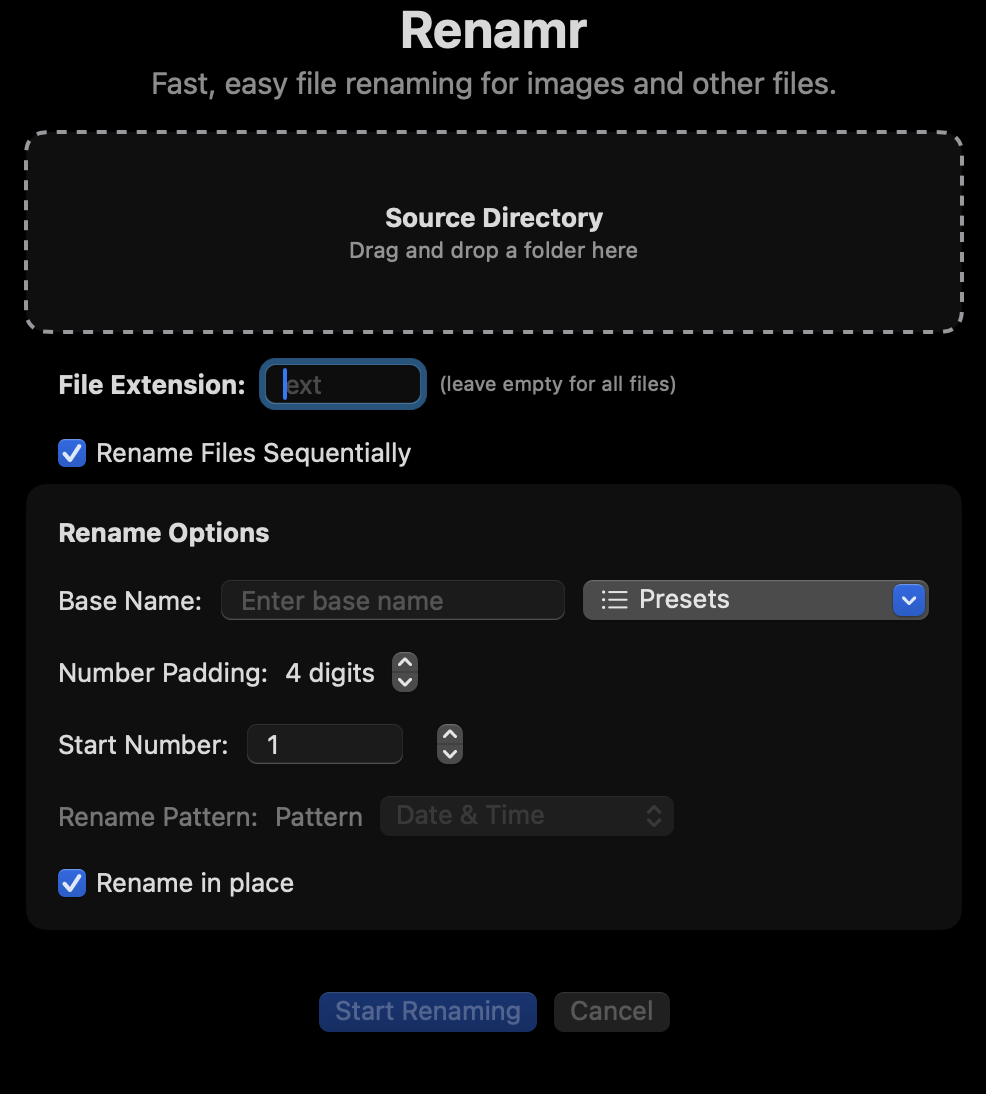 Renamr
Fast, easy file renaming for images and other files.
Source Directory
Drag and drop a folder here
File Extension: ext (leave empty for all files)
Rename Files Sequentially
Rename Options
Base Name: Enter base name Presets
Number Padding: 4 digits
Start Number: 1
Rename Pattern: Pattern Date & Time
Rename in place
Start Renaming Cancel